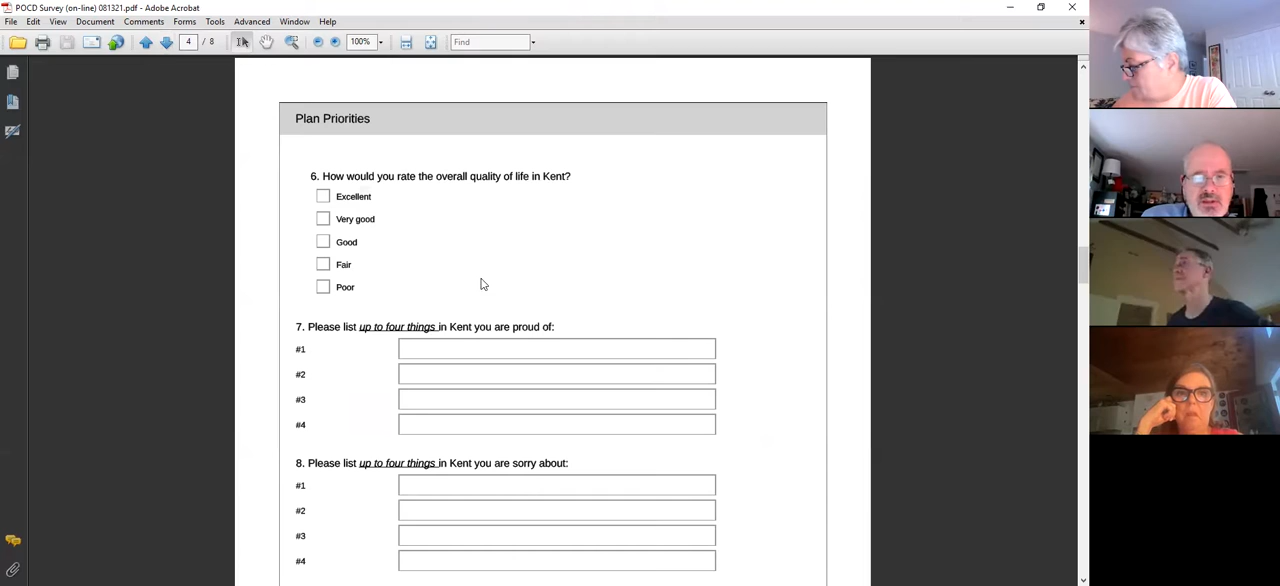 POCD Survey (on-line) 081321.pdf - Adobe Acrobat
File Edit View Document Comments Forms Tools Advanced Window Help
4 / 8 100% Find
Plan Priorities
6. How would you rate the overall quality of life in Kent?
Excellent
Very good
Good
Fair
Poor
7. Please list up to four things in Kent you are proud of:
#1
#2
#3
#4
8. Please list up to four things in Kent you are sorry about:
#1
#2
#3
#4